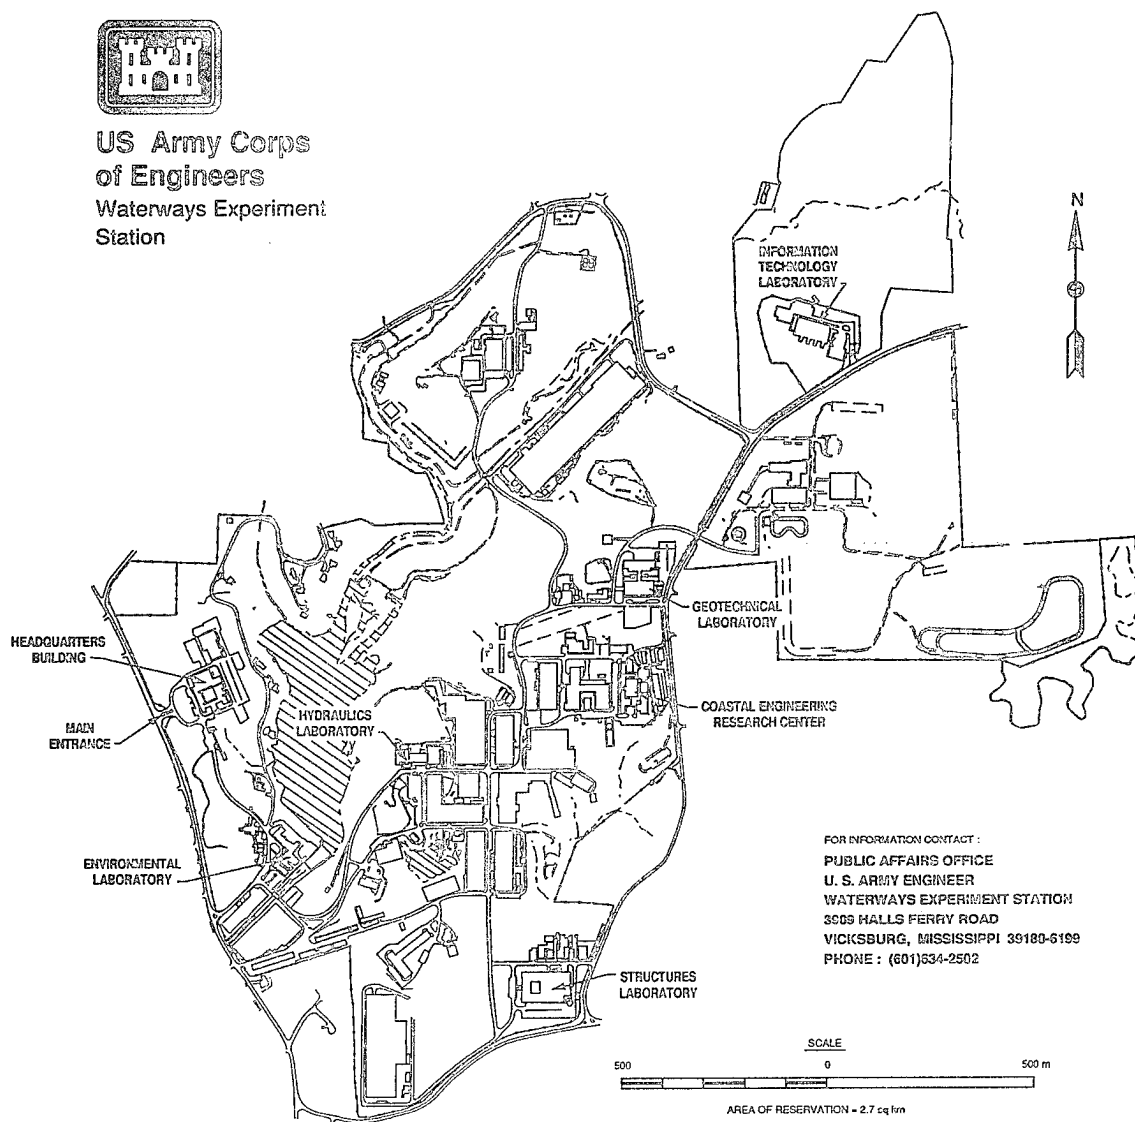 US Army Corps
of Engineers
Waterways Experiment
Station
N
INFORMATION
TECHNOLOGY
LABORATORY
GEOTECHNICAL
LABORATORY
HEADQUARTERS
BUILDING
COASTAL ENGINEERING
RESEARCH CENTER
HYDRAULICS
LABORATORY
MAIN
ENTRANCE
ENVIRONMENTAL
LABORATORY
FOR INFORMATION CONTACT :
PUBLIC AFFAIRS OFFICE
U. S. ARMY ENGINEER
WATERWAYS EXPERIMENT STATION
3909 HALLS FERRY ROAD
VICKSBURG, MISSISSIPPI 39180-6199
PHONE : (601)634-2502
STRUCTURES
LABORATORY
SCALE
500 0 500 m
AREA OF RESERVATION = 2.7 sq km